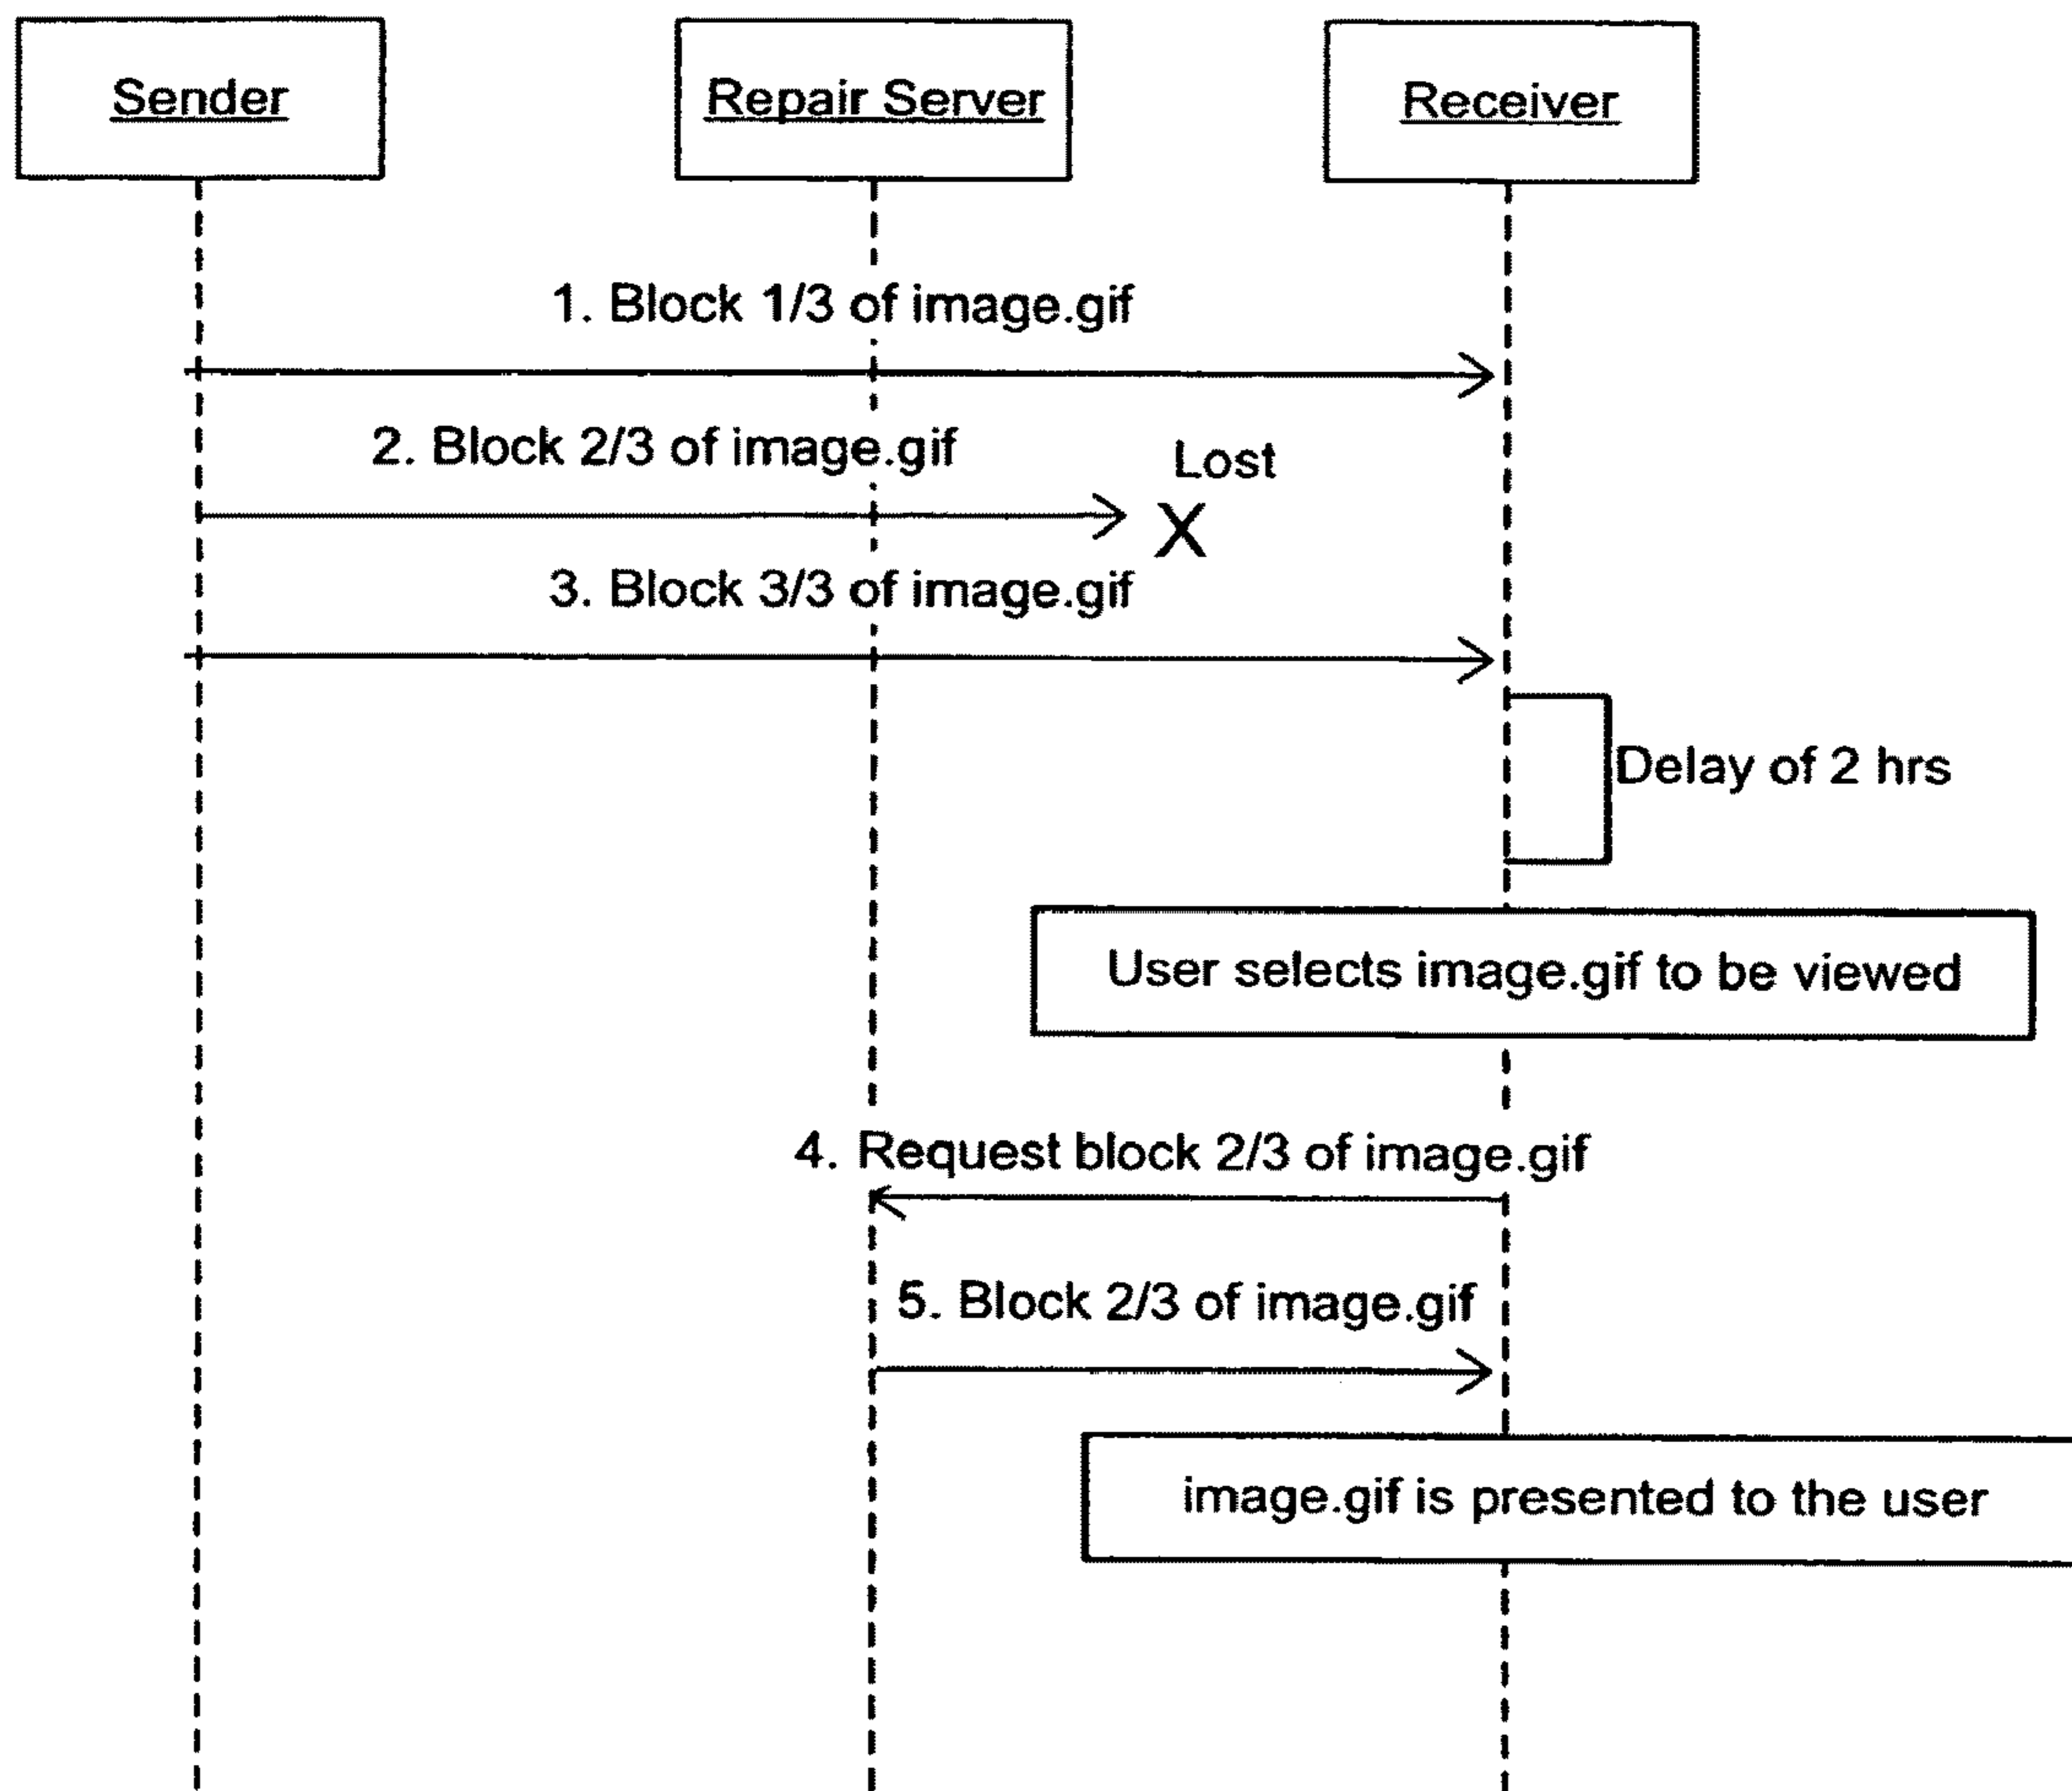 Sender
Repair Server
Receiver
1. Block 1/3 of image.gif
2. Block 2/3 of image.gif
Lost
X
3. Block 3/3 of image.gif
Delay of 2 hrs
User selects image.gif to be viewed
4. Request block 2/3 of image.gif
5. Block 2/3 of image.gif
image.gif is presented to the user